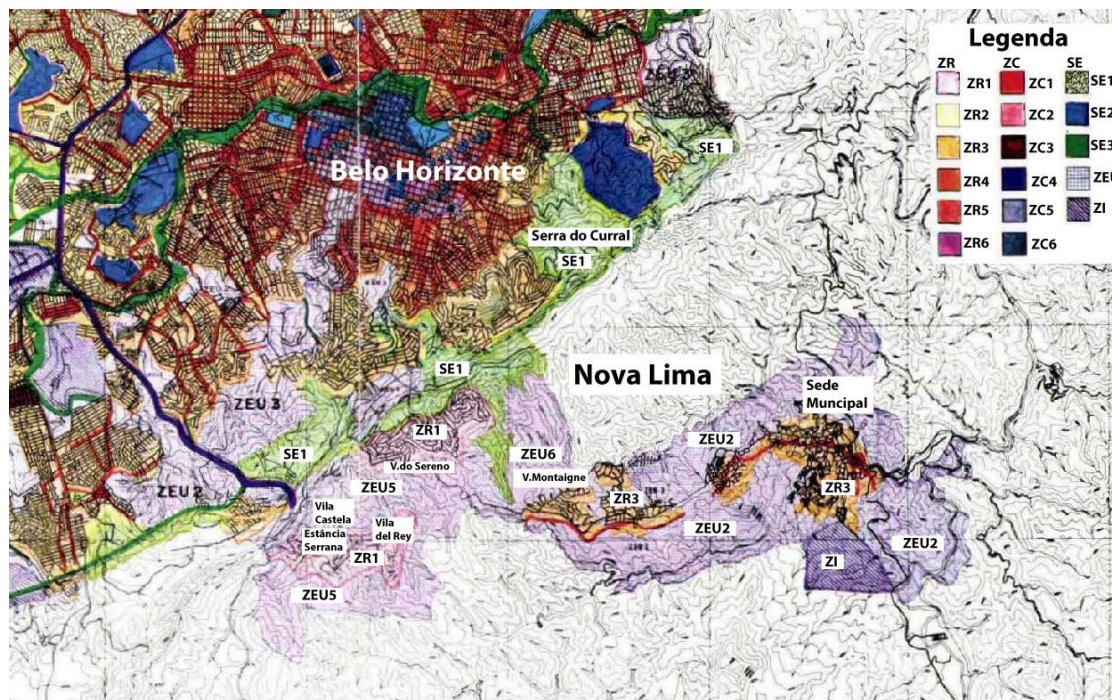 Legenda
ZR ZC SE
ZR1 ZC1 SE1
ZR2 ZC2 SE2
ZR3 ZC3 SE3
ZR4 ZC4 ZEU
ZR5 ZC5 ZI
ZR6 ZC6
ZEU
SE1
Belo Horizonte
Serra do Curral
SE1
SE1
Nova Lima
Sede
Muncipal
ZEU 3
ZR1
ZEU2
SE1
V.do Sereno
ZEU6
V.Montaigne
ZEU 2
ZEU5
ZR3
ZR3
Vila
Castela
Vila
del Rey
Estância
Serrana
ZR1
ZEU2
ZEU2
ZI
ZEU5